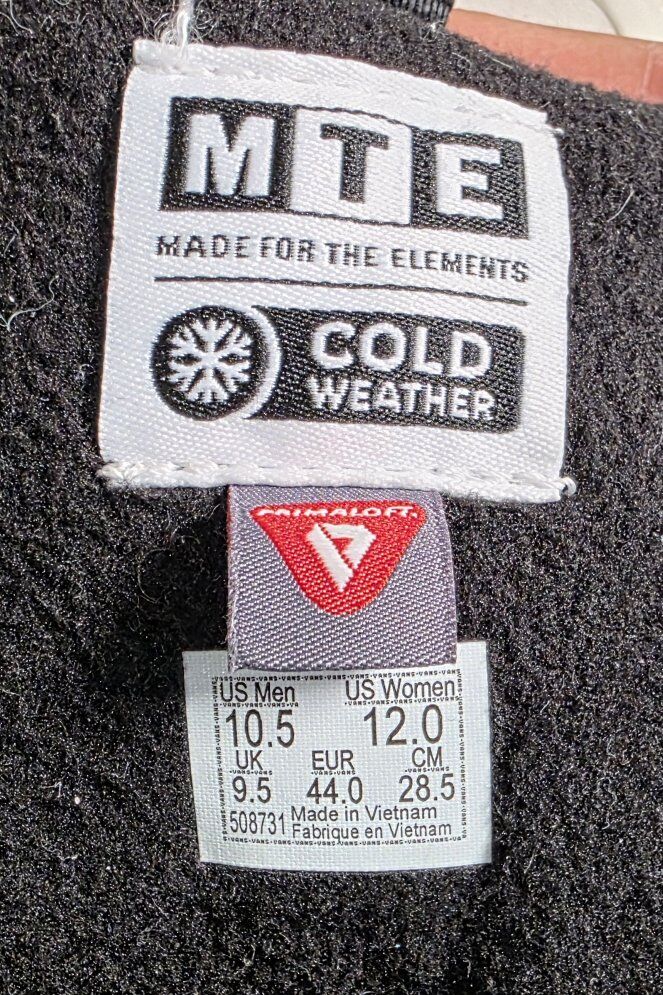 MTE
MADE FOR THE ELEMENTS
COLD
WEATHER
PRIMALOFT.
US Men US Women
10.5 12.0
UK EUR CM
9.5 44.0 28.5
508731 Made in Vietnam
Fabrique en Vietnam